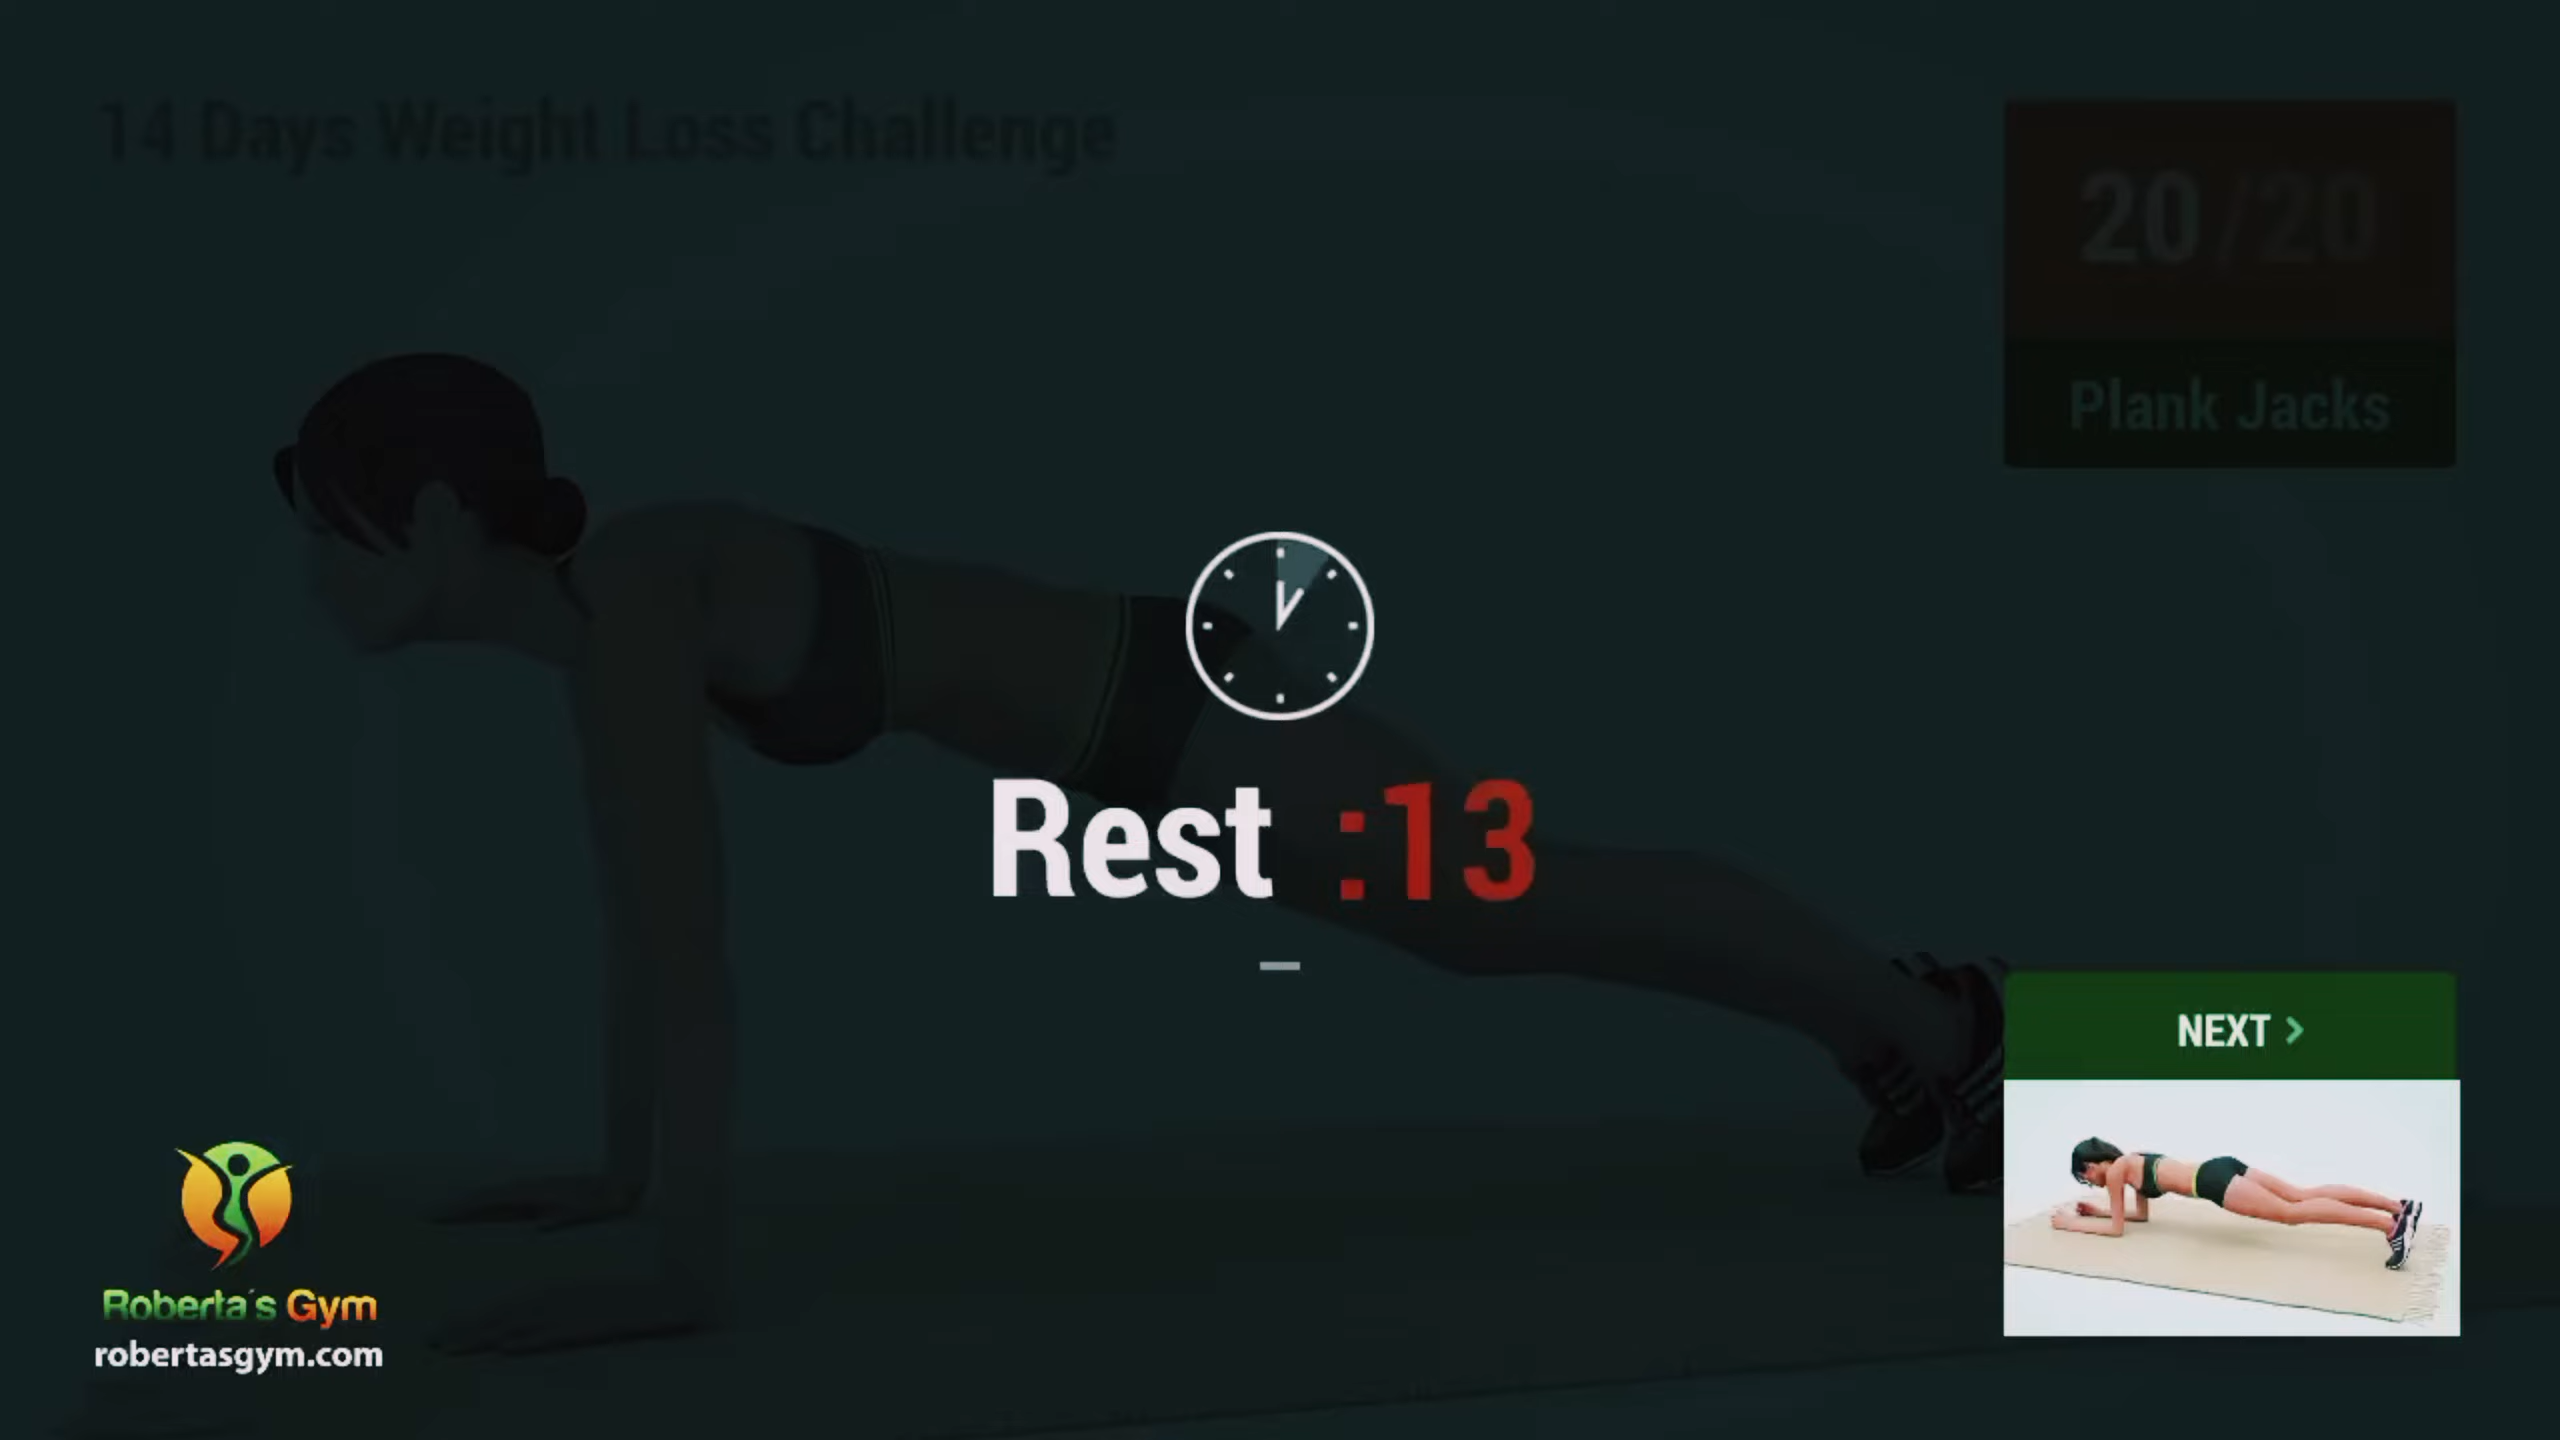 14 Days Weight Loss Challenge
20/20
Plank Jacks
Rest :13
NEXT >
Roberta's Gym
robertasgym.com